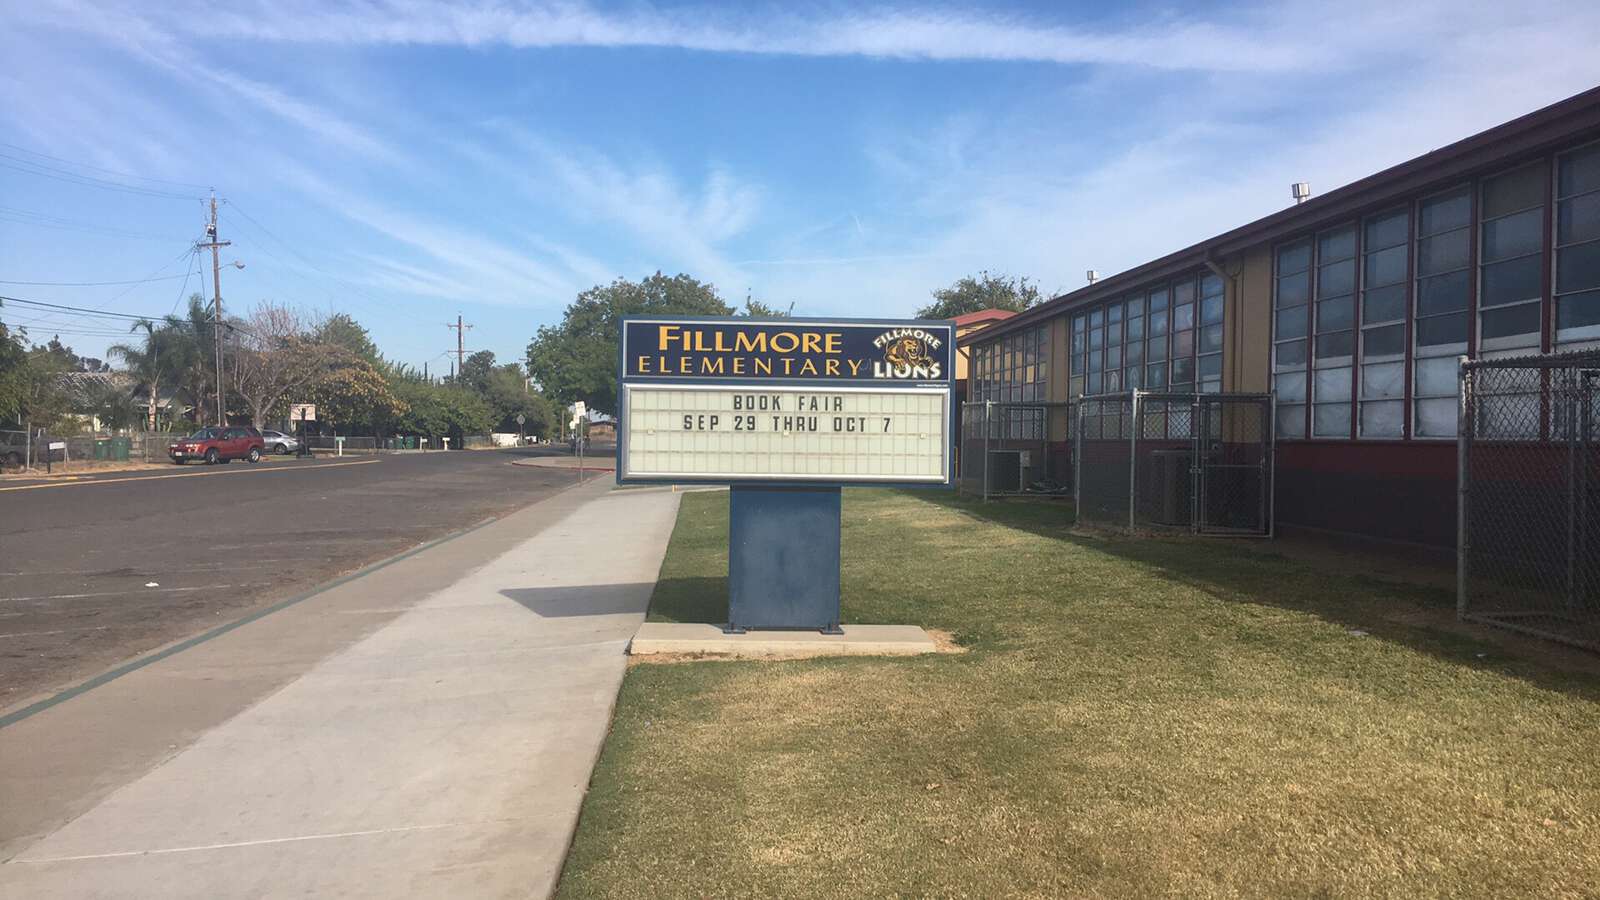 FILLMORE
ELEMENTARY
FILLMORE
LIONS
BOOK FAIR
SEP 29 THRU OCT 7